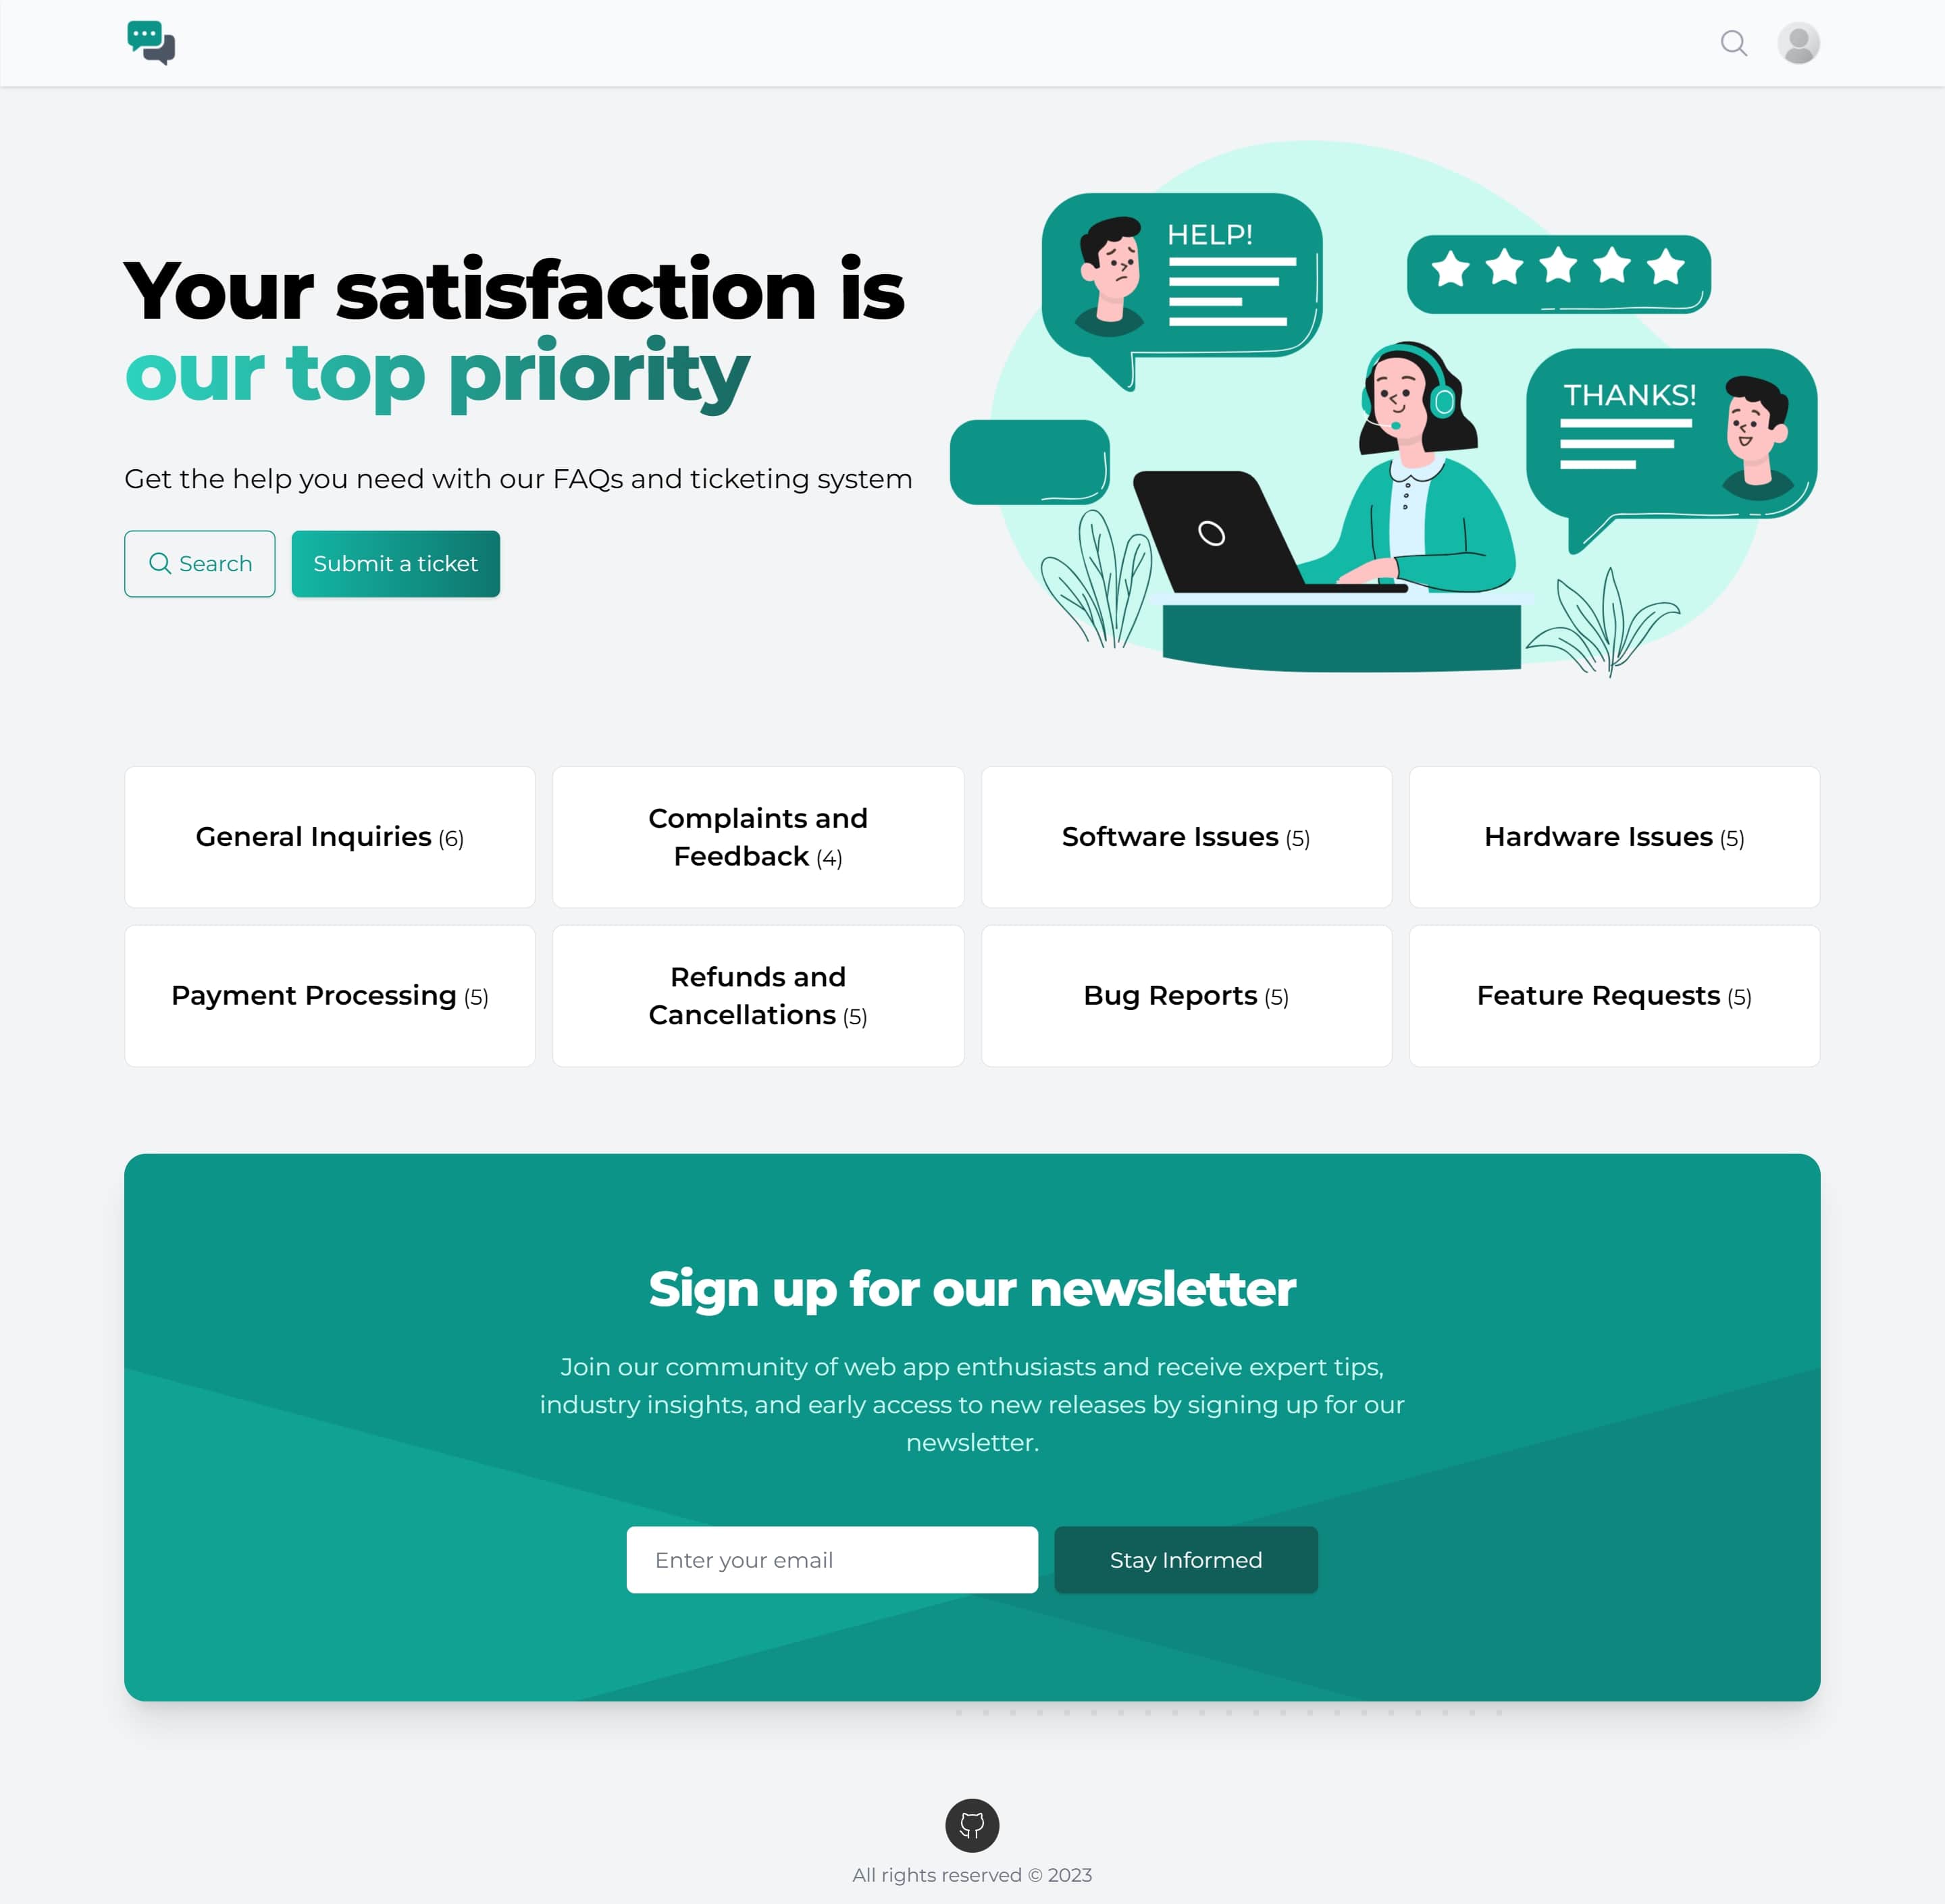 HELP!
Your satisfaction is
our top priority
THANKS!
Get the help you need with our FAQs and ticketing system
Search
Submit a ticket
General Inquiries (6)
Complaints and
Feedback (4)
Software Issues (5)
Hardware Issues (5)
Payment Processing (5)
Refunds and
Cancellations (5)
Bug Reports (5)
Feature Requests (5)
Sign up for our newsletter
Join our community of web app enthusiasts and receive expert tips,
industry insights, and early access to new releases by signing up for our
newsletter.
Enter your email
Stay Informed
All rights reserved © 2023